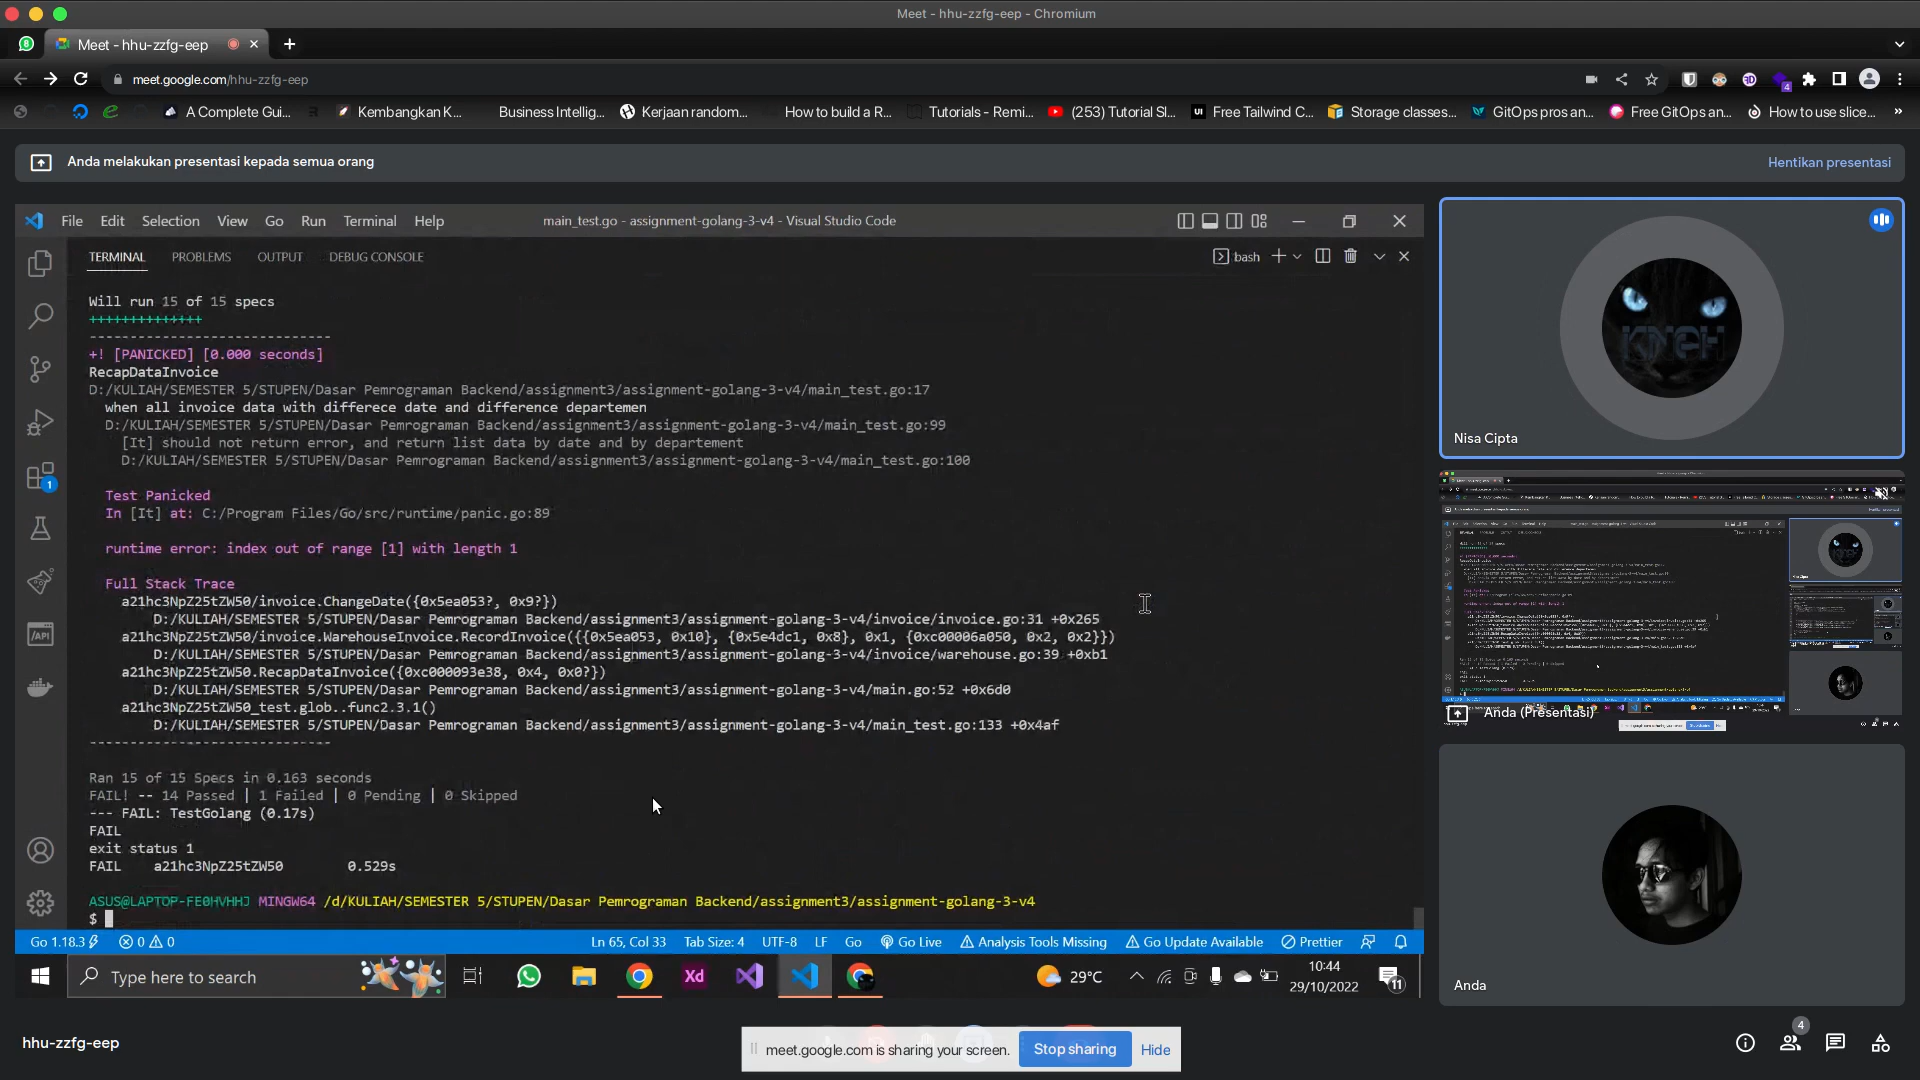 Meet - hhu-zzfg-eep - Chromium
Meet - hhu-zzfg-eep
meet.google.com/hhu-zzfg-eep
4
A Complete Gui...
Kembangkan K...
Business Intellig...
Kerjaan random...
How to build a R...
Tutorials - Remi...
(253) Tutorial Sl...
UI
Free Tailwind C...
Storage classes...
GitOps pros an...
Free GitOps an...
How to use slice...
»
Anda melakukan presentasi kepada semua orang
Hentikan presentasi
File Edit Selection View Go Run Terminal Help
main_test.go - assignment-golang-3-v4 - Visual Studio Code
TERMINAL PROBLEMS OUTPUT DEBUG CONSOLE
bash
Will run 15 of 15 specs
++++++++++++++
------------------------------
+! [PANICKED] [0.000 seconds]
RecapDataInvoice
D:/KULIAH/SEMESTER 5/STUPEN/Dasar Pemrograman Backend/assignment3/assignment-golang-3-v4/main_test.go:17
when all invoice data with differece date and difference departemen
D:/KULIAH/SEMESTER 5/STUPEN/Dasar Pemrograman Backend/assignment3/assignment-golang-3-v4/main_test.go:99
[It] should not return error, and return list data by date and by departement
D:/KULIAH/SEMESTER 5/STUPEN/Dasar Pemrograman Backend/assignment3/assignment-golang-3-v4/main_test.go:100
Test Panicked
In [It] at: C:/Program Files/Go/src/runtime/panic.go:89
runtime error: index out of range [1] with length 1
Full Stack Trace
a21hc3NpZ25tZW50/invoice.ChangeDate({0x5ea053?, 0x9?})
D:/KULIAH/SEMESTER 5/STUPEN/Dasar Pemrograman Backend/assignment3/assignment-golang-3-v4/invoice/invoice.go:31 +0x265
a21hc3NpZ25tZW50/invoice.WarehouseInvoice.RecordInvoice({{0x5ea053, 0x10}, {0x5e4dc1, 0x8}, 0x1, {0xc00006a050, 0x2, 0x2}})
D:/KULIAH/SEMESTER 5/STUPEN/Dasar Pemrograman Backend/assignment3/assignment-golang-3-v4/invoice/warehouse.go:39 +0xb1
a21hc3NpZ25tZW50.RecapDataInvoice({0xc000093e38, 0x4, 0x0?})
D:/KULIAH/SEMESTER 5/STUPEN/Dasar Pemrograman Backend/assignment3/assignment-golang-3-v4/main.go:52 +0x6d0
a21hc3NpZ25tZW50_test.glob..func2.3.1()
D:/KULIAH/SEMESTER 5/STUPEN/Dasar Pemrograman Backend/assignment3/assignment-golang-3-v4/main_test.go:133 +0x4af
------------------------------
Ran 15 of 15 Specs in 0.163 seconds
FAIL! -- 14 Passed | 1 Failed | 0 Pending | 0 Skipped
--- FAIL: TestGolang (0.17s)
FAIL
exit status 1
FAIL a21hc3NpZ25tZW50 0.529s
ASUS@LAPTOP-FE0HVHHJ MINGW64 /d/KULIAH/SEMESTER 5/STUPEN/Dasar Pemrograman Backend/assignment3/assignment-golang-3-v4
$
1
API
Go 1.18.3 0 0 Ln 65, Col 33 Tab Size: 4 UTF-8 LF Go Go Live Analysis Tools Missing Go Update Available Prettier
Type here to search
Xd
29°C
10:44
29/10/2022
11
KNEH
Nisa Cipta
Anda (Presentasi)
Anda
hhu-zzfg-eep
meet.google.com is sharing your screen.
Stop sharing
Hide
4